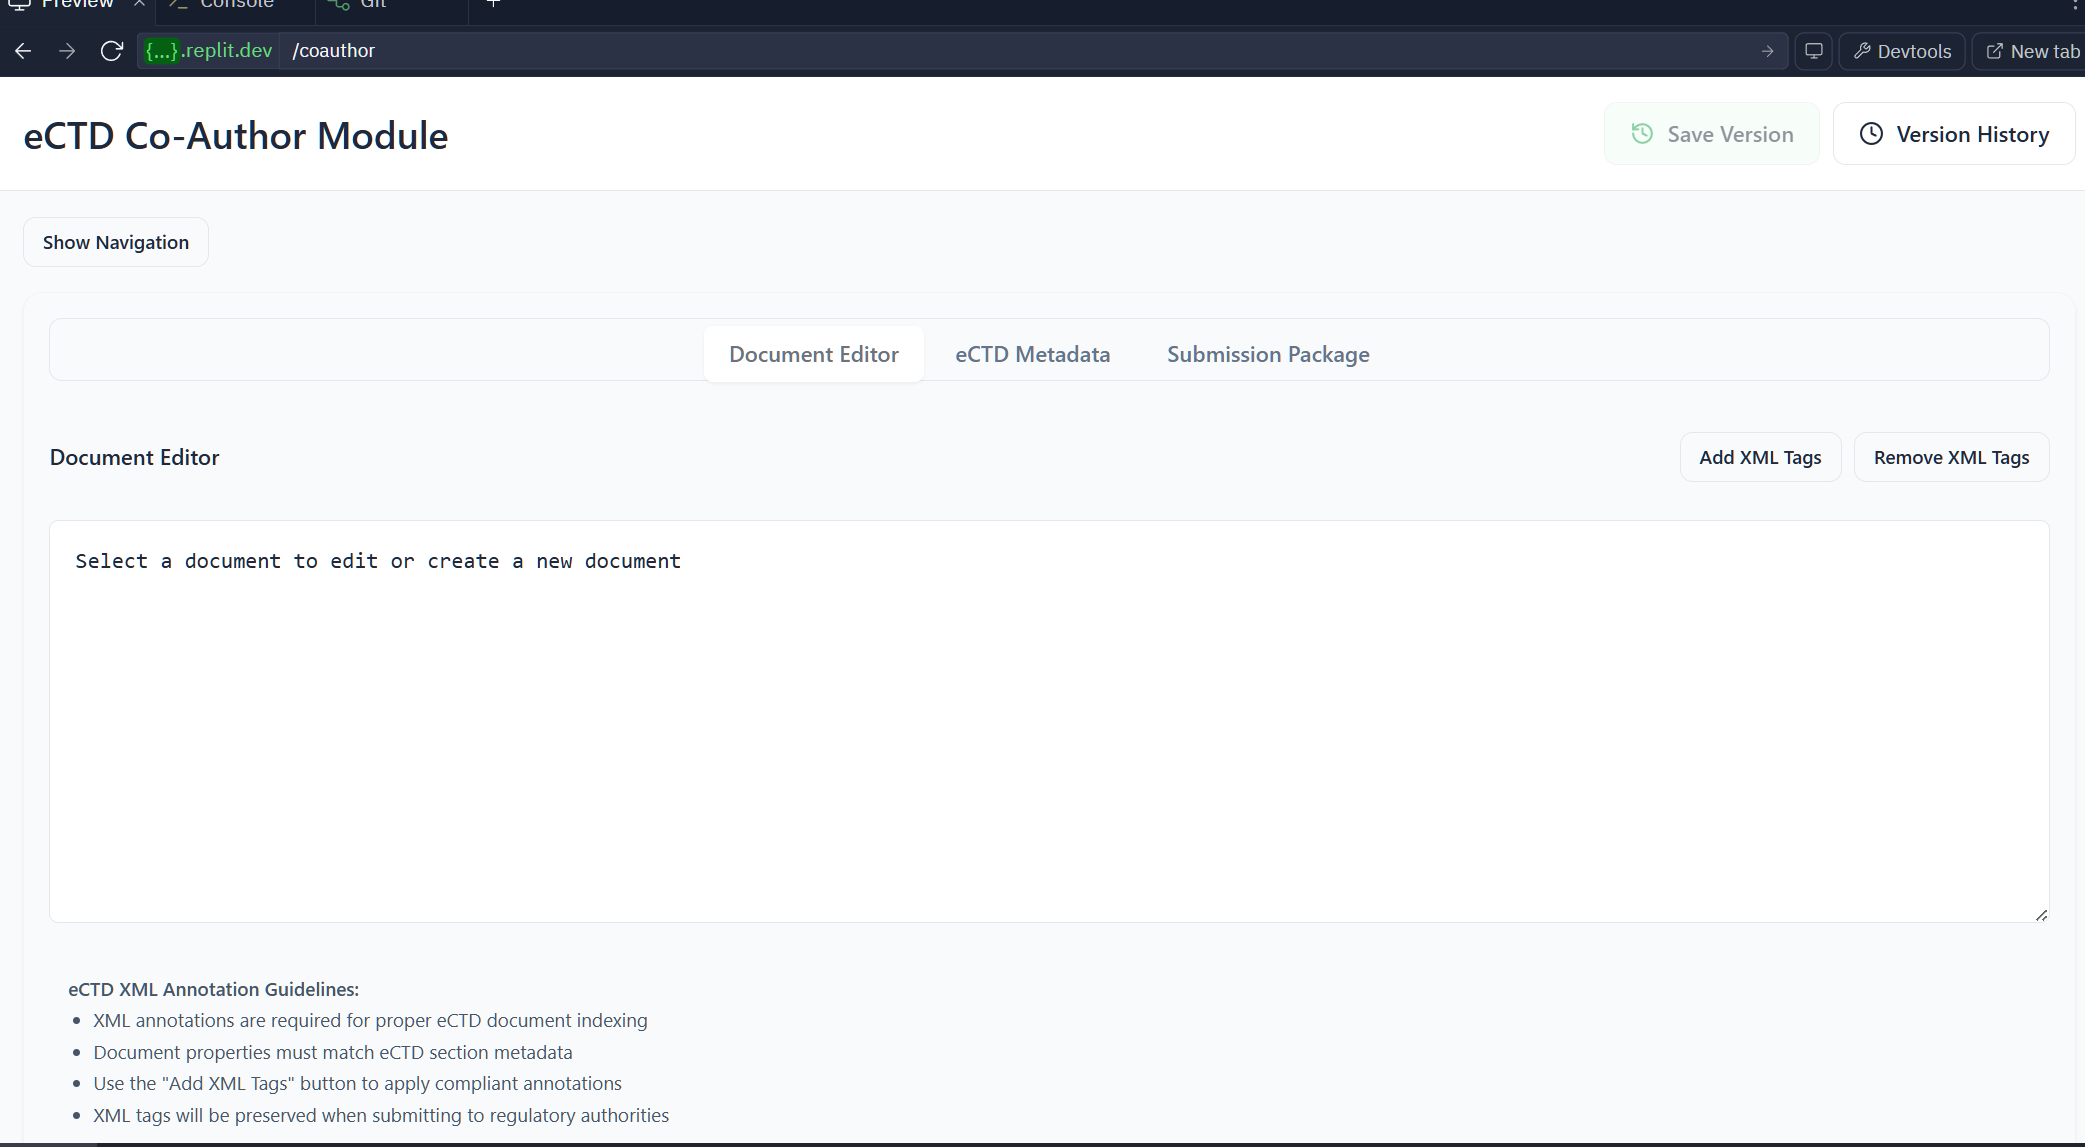 Preview
Console
Git
{...}.replit.dev /coauthor
Devtools
New tab
eCTD Co-Author Module
Save Version
Version History
Show Navigation
Document Editor
eCTD Metadata
Submission Package
Document Editor
Add XML Tags
Remove XML Tags
Select a document to edit or create a new document
eCTD XML Annotation Guidelines:
• XML annotations are required for proper eCTD document indexing
• Document properties must match eCTD section metadata
• Use the "Add XML Tags" button to apply compliant annotations
• XML tags will be preserved when submitting to regulatory authorities